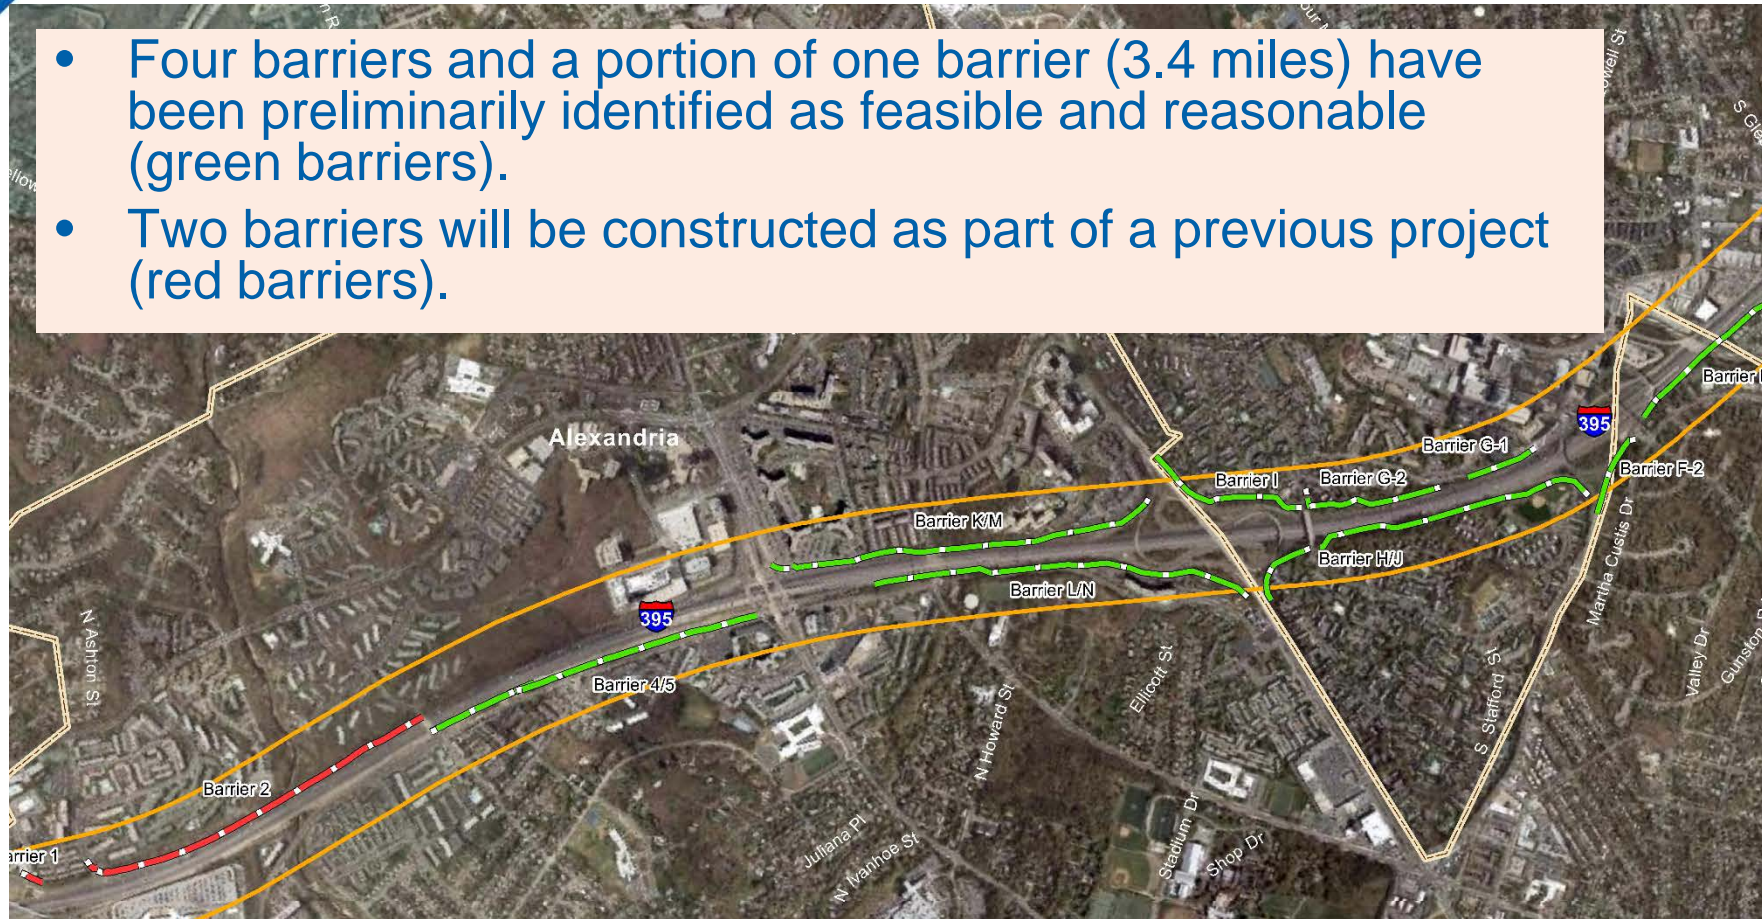 • Four barriers and a portion of one barrier (3.4 miles) have
been preliminarily identified as feasible and reasonable
(green barriers).
• Two barriers will be constructed as part of a previous project
(red barriers).
Alexandria
395
Barrier G-1
Barrier I
Barrier G-2
Barrier F-2
Barrier K/M
Barrier H/J
Barrier L/N
395
Barrier 4/5
Barrier 2
N Ashton St
N Howard St
Ellicott St
S Stafford St
Martha Custis Dr
Valley Dr
Juliana Pl
N Ivanhoe St
Stadium Dr
Shop Dr
Barrier